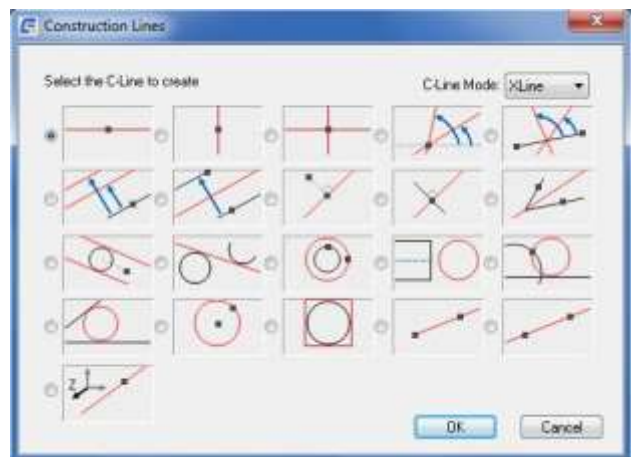 Construction Lines
Select the C-Line to create
C-Line Mode: XLine
Z
OK
Cancel